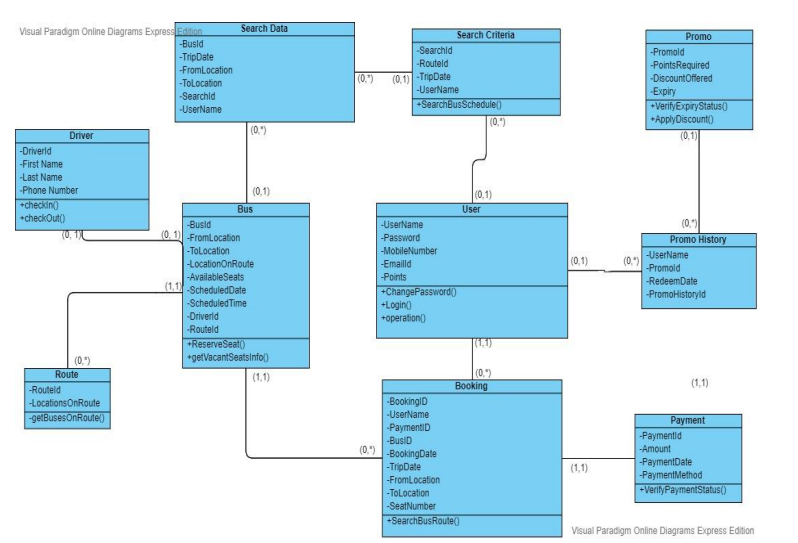 Visual Paradigm Online Diagrams Express Edition
Search Data
-BusId
-TripDate
-FromLocation
-ToLocation
-SearchId
-UserName
(0,*)
(0,1)
Search Criteria
-SearchId
-RouteId
-TripDate
-UserName
+SearchBusSchedule()
(0,*)
Promo
-PromoId
-PointsRequired
-DiscountOffered
-Expiry
+VerifyExpiryStatus()
+ApplyDiscount()
(0,1)
(0,*)
Driver
-DriverId
-First Name
-Last Name
-Phone Number
+checkIn()
+checkOut()
(0, 1)
(0, 1)
(0,*)
(0,1)
Bus
-BusId
-FromLocation
-ToLocation
-LocationOnRoute
-AvailableSeats
-ScheduledDate
-ScheduledTime
-DriverId
-RouteId
+ReserveSeat()
+getVacantSeatsInfo()
(1,1)
(0,*)
(1,1)
(0,1)
User
-UserName
-Password
-MobileNumber
-EmailId
-Points
+ChangePassword()
+Login()
+operation()
(0,1)
(0,*)
Promo History
-UserName
-PromoId
-RedeemDate
-PromoHistoryId
Route
-RouteId
-LocationsOnRoute
-getBusesOnRoute()
(1,1)
(0,*)
(0,*)
Booking
-BookingID
-UserName
-PaymentID
-BusID
-BookingDate
-TripDate
-FromLocation
-ToLocation
-SeatNumber
+SearchBusRoute()
(1,1)
(1,1)
Payment
-PaymentId
-Amount
-PaymentDate
-PaymentMethod
+VerifyPaymentStatus()
Visual Paradigm Online Diagrams Express Edition